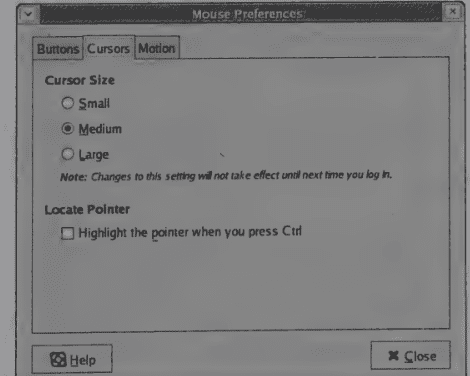 Mouse Preferences
Buttons Cursors Motion
Cursor Size
Small
Medium
Large
Note: Changes to this setting will not take effect until next time you log in.
Locate Pointer
Highlight the pointer when you press Ctrl
Help
Close